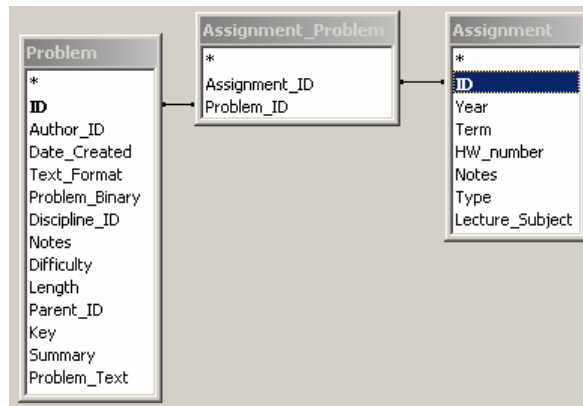 Problem
*
ID
Author_ID
Date_Created
Text_Format
Problem_Binary
Discipline_ID
Notes
Difficulty
Length
Parent_ID
Key
Summary
Problem_Text
Assignment_Problem
*
Assignment_ID
Problem_ID
Assignment
*
ID
Year
Term
HW_number
Notes
Type
Lecture_Subject